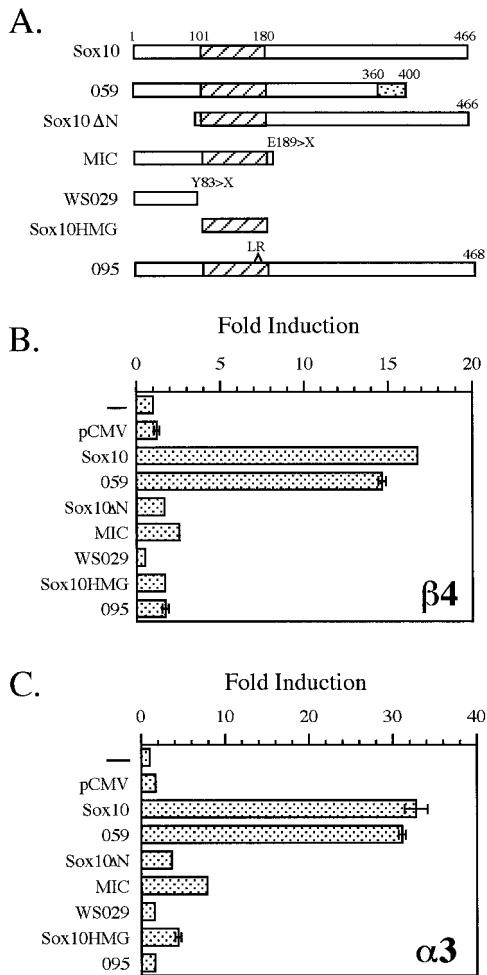 A.
1 101 180 466
Sox10
360 400
059
466
Sox10 ΔN
E189>X
MIC
Y83>X
WS029
Sox10HMG
LR
468
095
Fold Induction
B.
0 5 10 15 20
—
pCMV
Sox10
059
Sox10ΔN
MIC
WS029
Sox10HMG
095
β4
C.
Fold Induction
0 10 20 30 40
—
pCMV
Sox10
059
Sox10ΔN
MIC
WS029
Sox10HMG
095
α3